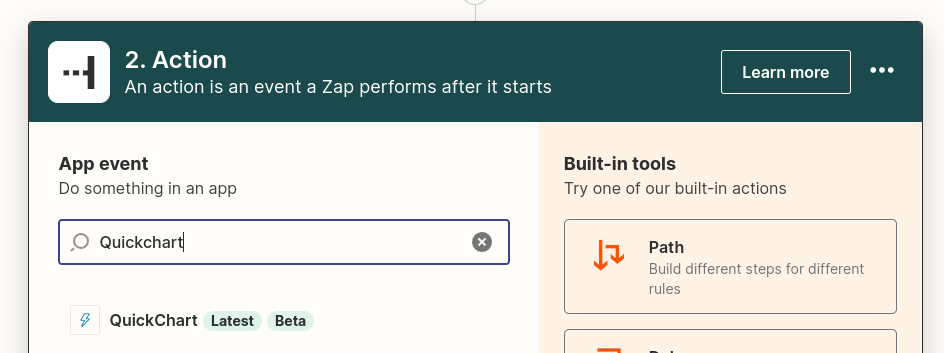 2. Action
An action is an event a Zap performs after it starts
Learn more
App event
Do something in an app
Quickchart
QuickChart Latest Beta
Built-in tools
Try one of our built-in actions
Path
Build different steps for different
rules